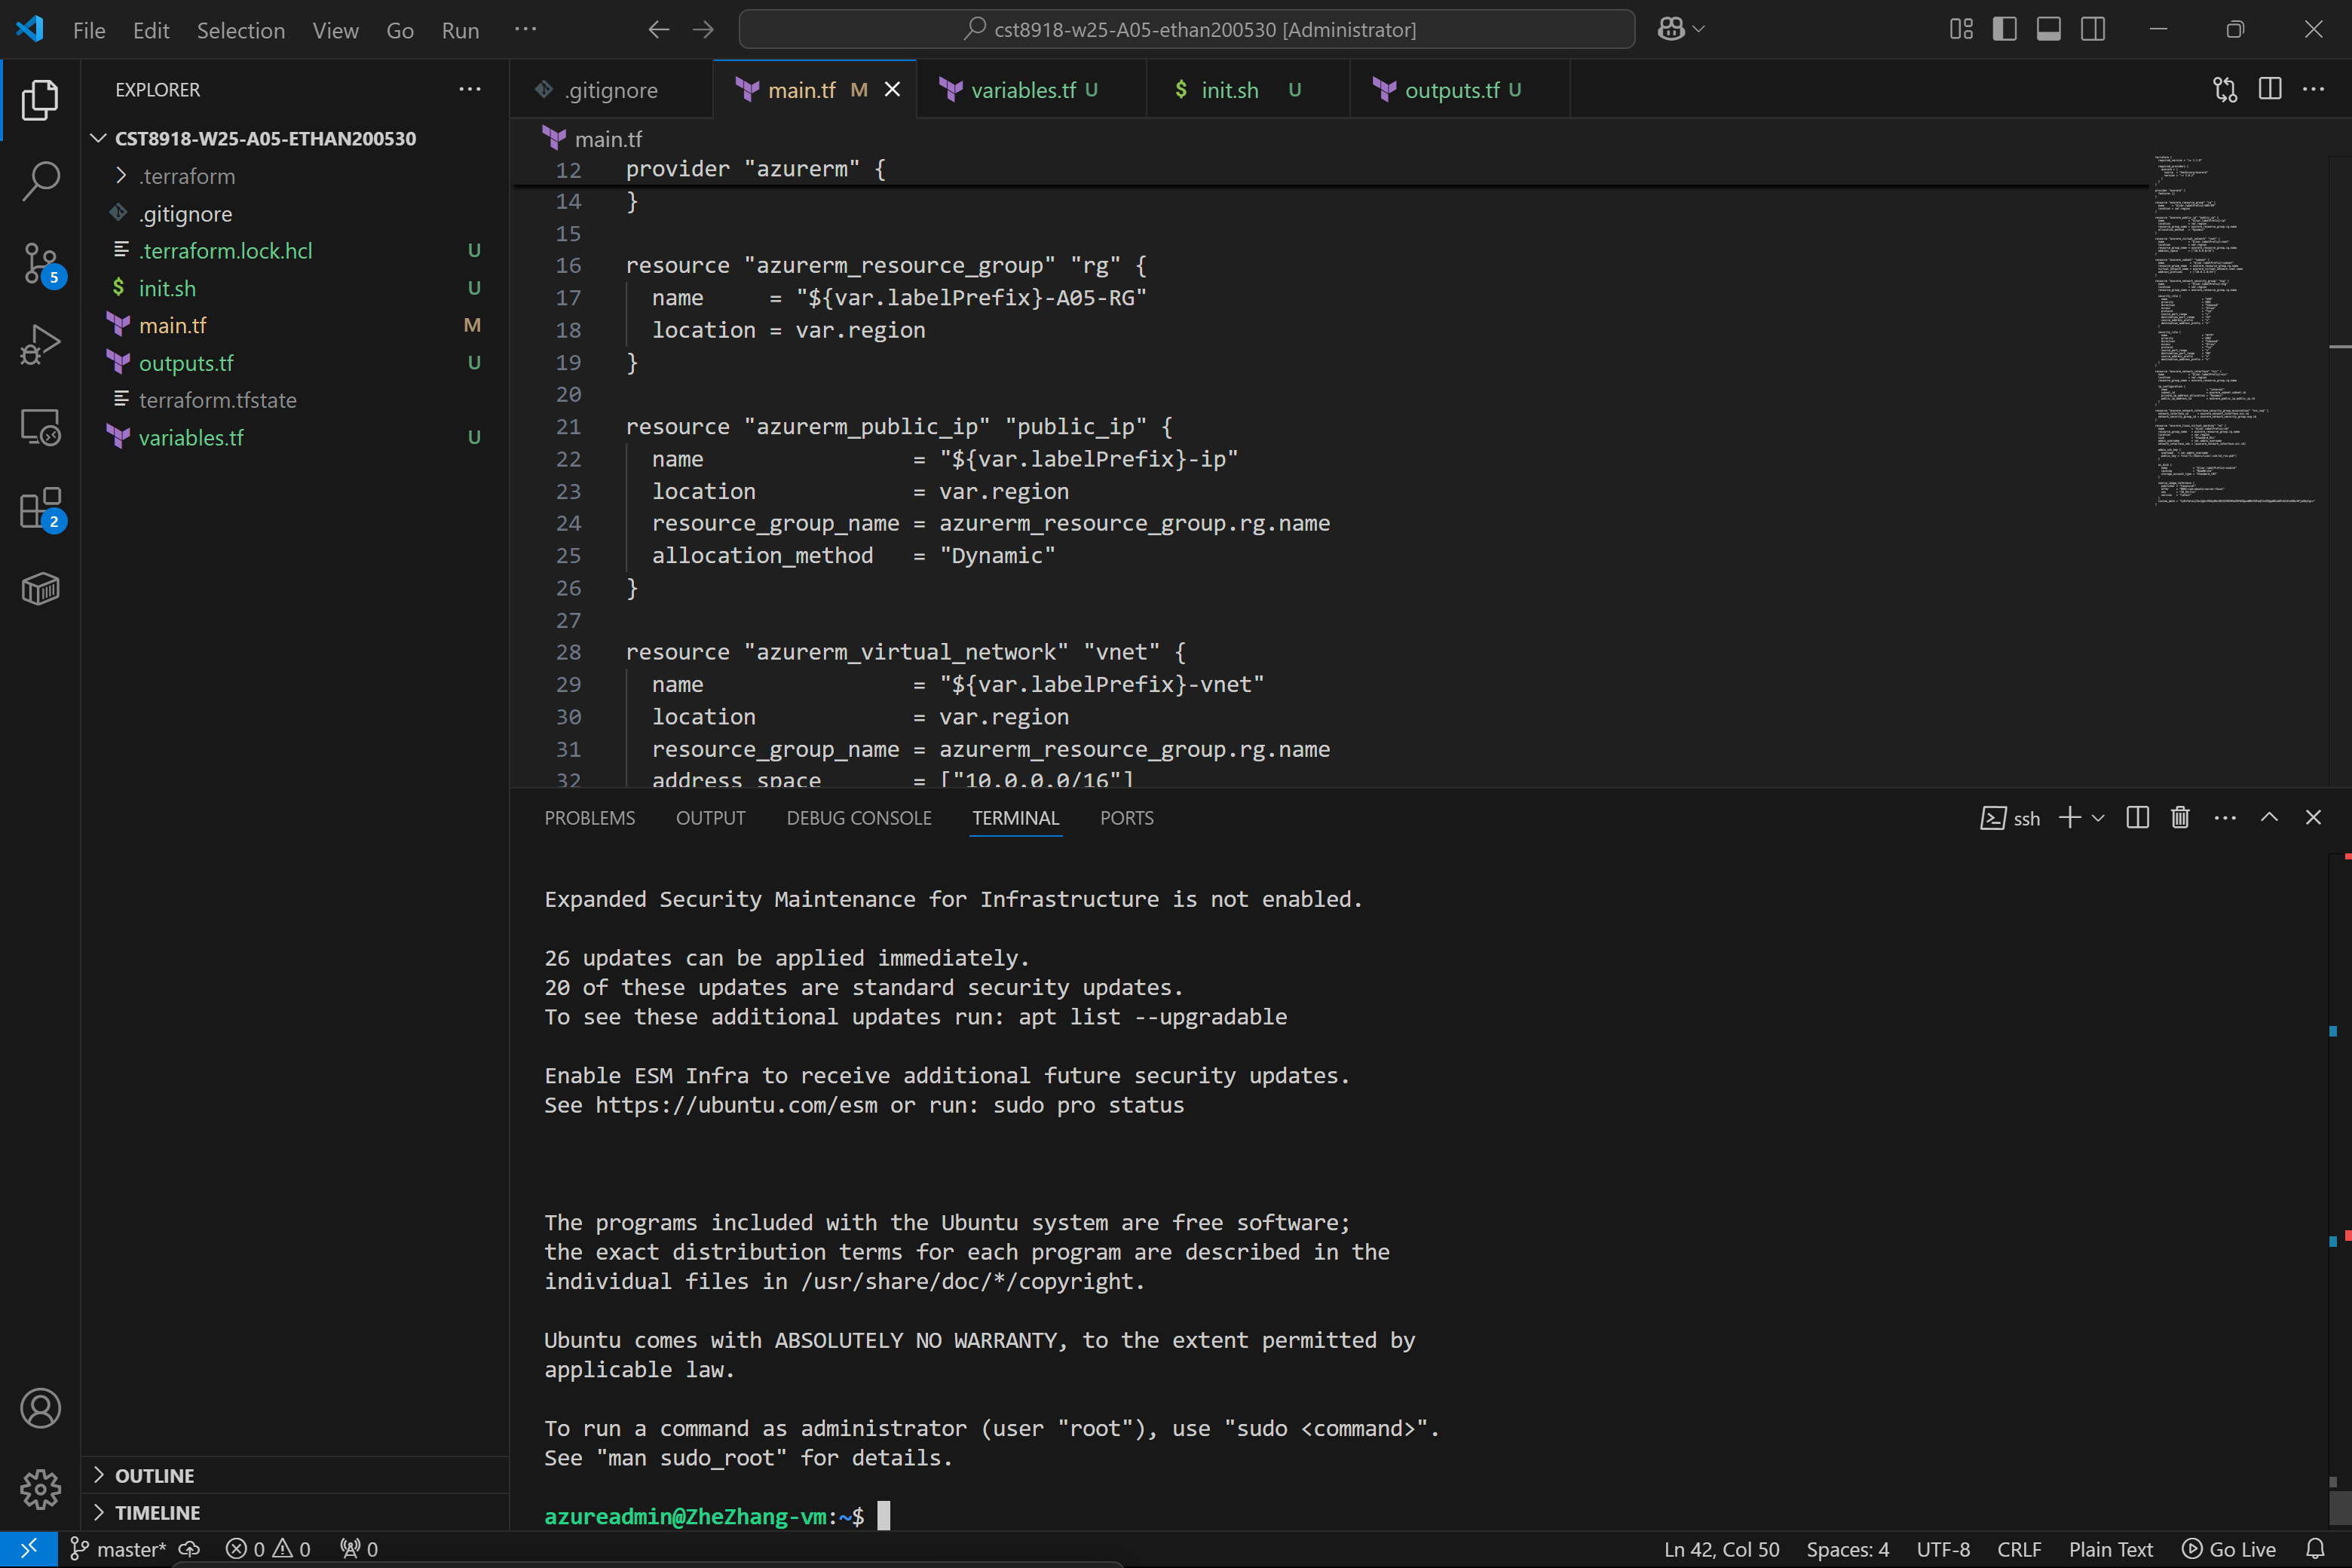 File Edit Selection View Go Run ···
cst8918-w25-A05-ethan200530 [Administrator]
EXPLORER
CST8918-W25-A05-ETHAN200530
.terraform
.gitignore
.terraform.lock.hcl U
init.sh U
main.tf M
outputs.tf U
terraform.tfstate
variables.tf U
5
2
OUTLINE
TIMELINE
.gitignore
main.tf M
variables.tf U
$ init.sh U
outputs.tf U
main.tf
12 provider "azurerm" {
14 }
15
16 resource "azurerm_resource_group" "rg" {
17 name = "${var.labelPrefix}-A05-RG"
18 location = var.region
19 }
20
21 resource "azurerm_public_ip" "public_ip" {
22 name = "${var.labelPrefix}-ip"
23 location = var.region
24 resource_group_name = azurerm_resource_group.rg.name
25 allocation_method = "Dynamic"
26 }
27
28 resource "azurerm_virtual_network" "vnet" {
29 name = "${var.labelPrefix}-vnet"
30 location = var.region
31 resource_group_name = azurerm_resource_group.rg.name
32 address_space = ["10.0.0.0/16"]
PROBLEMS OUTPUT DEBUG CONSOLE TERMINAL PORTS
ssh
Expanded Security Maintenance for Infrastructure is not enabled.
26 updates can be applied immediately.
20 of these updates are standard security updates.
To see these additional updates run: apt list --upgradable
Enable ESM Infra to receive additional future security updates.
See https://ubuntu.com/esm or run: sudo pro status
The programs included with the Ubuntu system are free software;
the exact distribution terms for each program are described in the
individual files in /usr/share/doc/*/copyright.
Ubuntu comes with ABSOLUTELY NO WARRANTY, to the extent permitted by
applicable law.
To run a command as administrator (user "root"), use "sudo <command>".
See "man sudo_root" for details.
azureadmin@ZheZhang-vm:~$
master* 0 0 0
Ln 42, Col 50 Spaces: 4 UTF-8 CRLF Plain Text Go Live